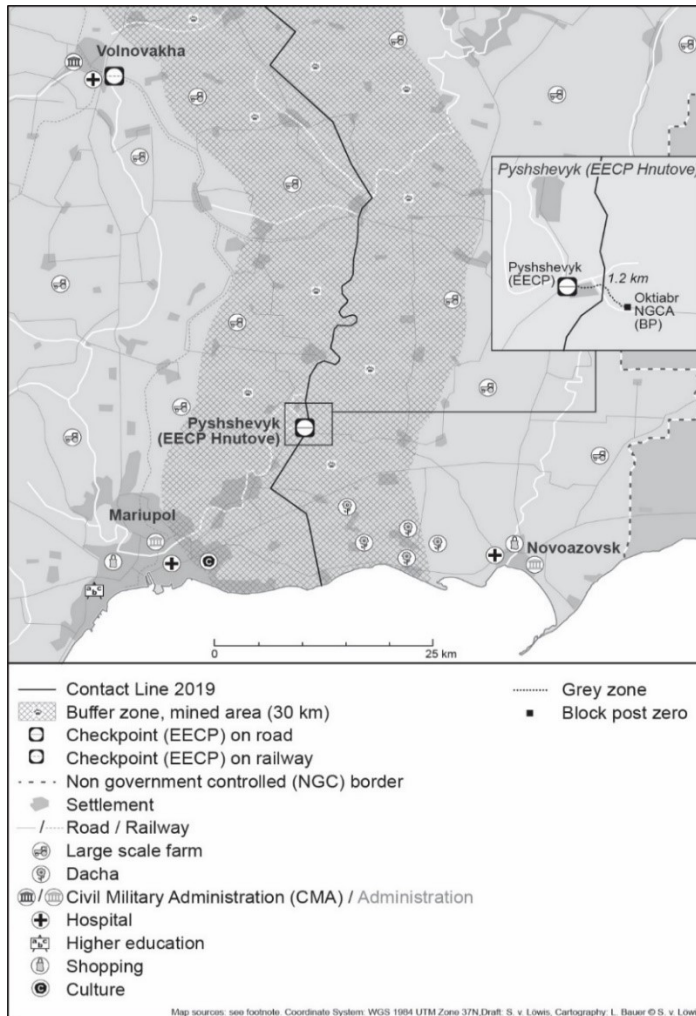 Volnovakha
Pyshshevyk (EECP Hnutove)
Pyshshevyk
(EECP)
1.2 km
Oktiabr
NGCA
(BP)
Pyshshevyk
(EECP Hnutove)
Mariupol
Novoazovsk
0
25 km
Contact Line 2019
Buffer zone, mined area (30 km)
Checkpoint (EECP) on road
Checkpoint (EECP) on railway
Non government controlled (NGC) border
Settlement
/ Road / Railway
Large scale farm
Dacha
/ Civil Military Administration (CMA) / Administration
Hospital
Higher education
Shopping
Culture
Grey zone
Block post zero
Map sources: see footnote. Coordinate System: WGS 1984 UTM Zone 37N,Draft: S. v. Löwis, Cartography: L. Bauer © S. v. Löw